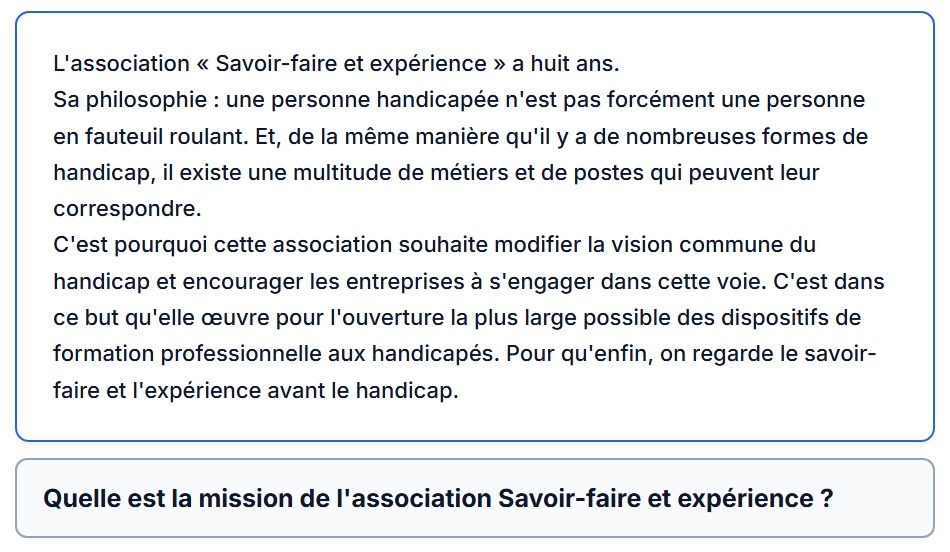 L'association « Savoir-faire et expérience » a huit ans.
Sa philosophie : une personne handicapée n'est pas forcément une personne
en fauteuil roulant. Et, de la même manière qu'il y a de nombreuses formes de
handicap, il existe une multitude de métiers et de postes qui peuvent leur
correspondre.
C'est pourquoi cette association souhaite modifier la vision commune du
handicap et encourager les entreprises à s'engager dans cette voie. C'est dans
ce but qu'elle œuvre pour l'ouverture la plus large possible des dispositifs de
formation professionnelle aux handicapés. Pour qu'enfin, on regarde le savoir-
faire et l'expérience avant le handicap.
Quelle est la mission de l'association Savoir-faire et expérience ?